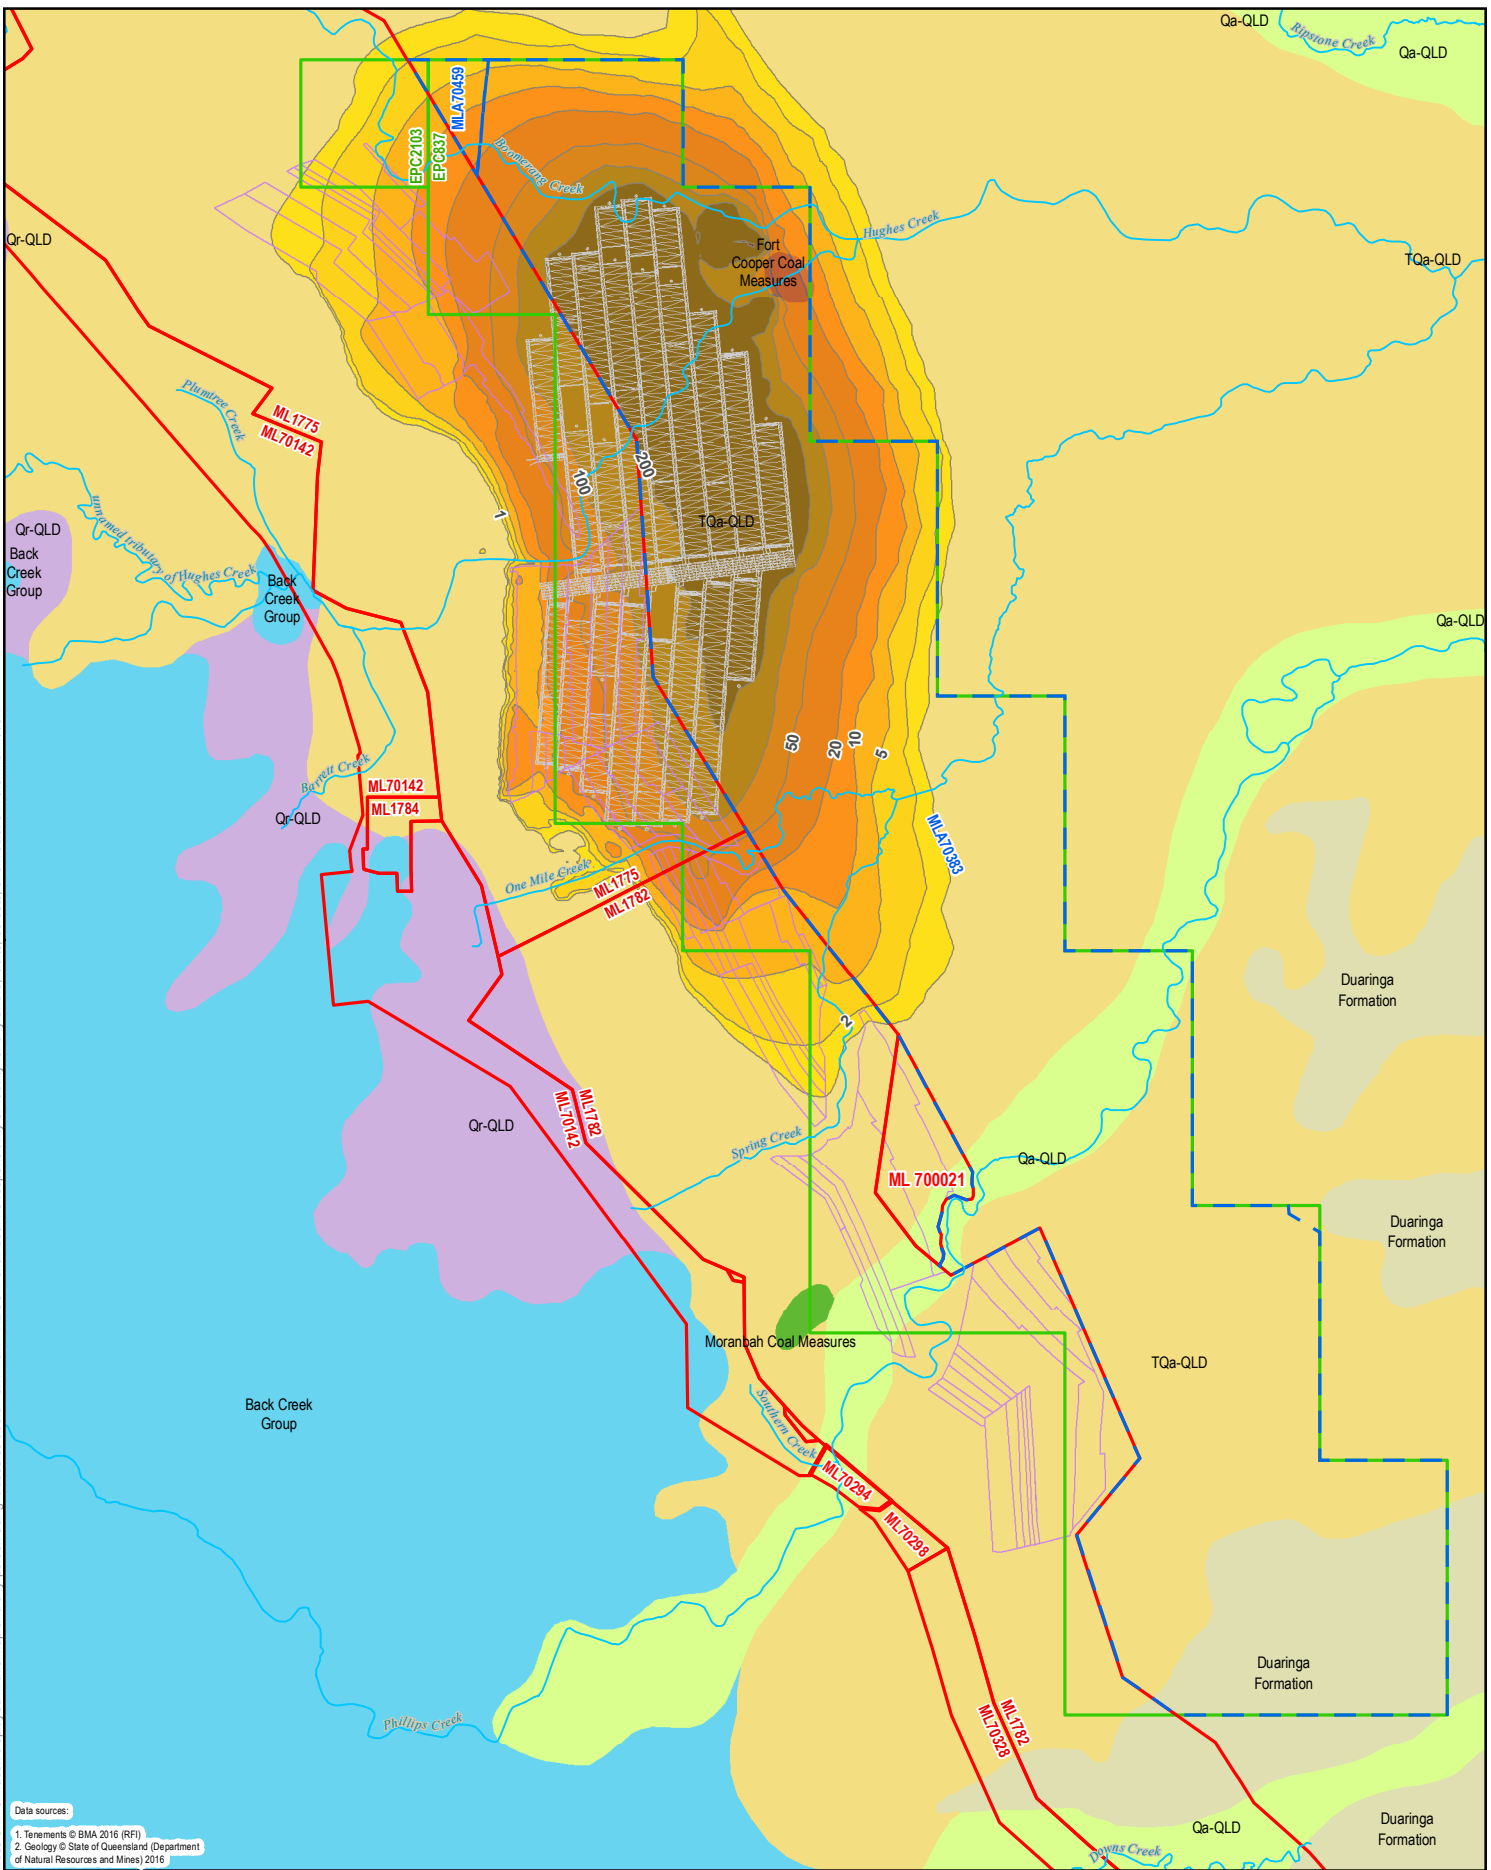 Qa-QLD
Ripstone Creek
Qa-QLD
MLA70459
EPC2103
EPC837
Boomerang Creek
Hughes Creek
Qr-QLD
Fort
Cooper Coal
Measures
TQa-QLD
Plumtree Creek
ML1775
ML70142
200
100
1
TQa-QLD
Qr-QLD
unnamed tributary of Hughes Creek
Back
Creek
Group
Back
Creek
Group
Qa-QLD
50
20
10
5
Barrett Creek
ML70142
ML1784
Qr-QLD
MLA70383
One Mile Creek
ML1775
ML1782
Duaringa
Formation
2
ML1782
ML70142
Qr-QLD
Spring Creek
Qa-QLD
ML 700021
Duaringa
Formation
Moranbah Coal Measures
TQa-QLD
Back Creek
Group
Southern Creek
ML70294
ML70298
Duaringa
Formation
Phillips Creek
ML1782
ML70328
Data sources:
1. Tenements © BMA 2016 (RFI)
2. Geology © State of Queensland (Department
of Natural Resources and Mines) 2016
Qa-QLD
Duaringa
Formation
Downs Creek